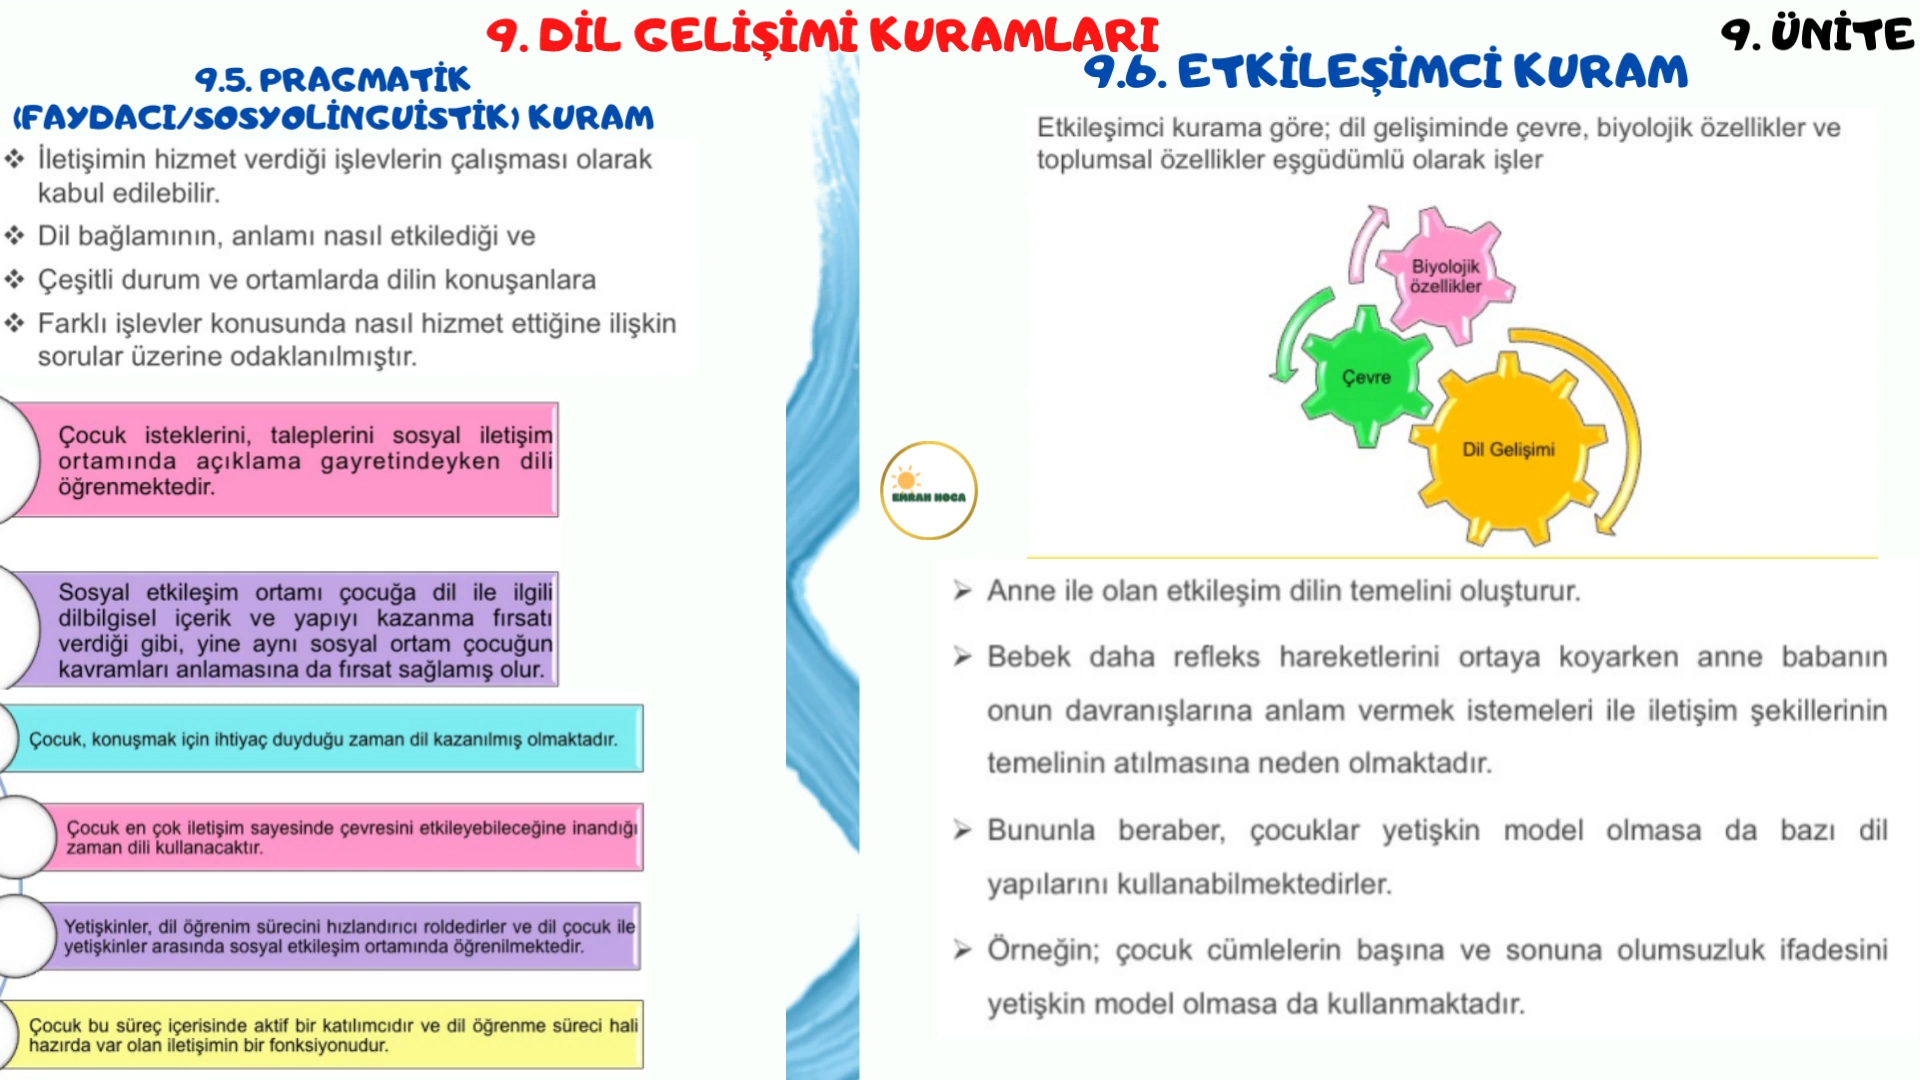 9. DİL GELİŞİMİ KURAMLARI
9. ÜNİTE
9.5. PRAGMATİK
(FAYDACI/SOSYOLİNGUİSTİK) KURAM
İletişimin hizmet verdiği işlevlerin çalışması olarak
kabul edilebilir.
Dil bağlamının, anlamı nasıl etkilediği ve
Çeşitli durum ve ortamlarda dilin konuşanlara
Farklı işlevler konusunda nasıl hizmet ettiğine ilişkin
sorular üzerine odaklanılmıştır.
Çocuk isteklerini, taleplerini sosyal iletişim
ortamında açıklama gayretindeyken dili
öğrenmektedir.
Sosyal etkileşim ortamı çocuğa dil ile ilgili
dilbilgisel içerik ve yapıyı kazanma fırsatı
verdiği gibi, yine aynı sosyal ortam çocuğun
kavramları anlamasına da fırsat sağlamış olur.
Çocuk, konuşmak için ihtiyaç duyduğu zaman dil kazanılmış olmaktadır.
Çocuk en çok iletişim sayesinde çevresini etkileyebileceğine inandığı
zaman dili kullanacaktır.
Yetişkinler, dil öğrenim sürecini hızlandırıcı roldedirler ve dil çocuk ile
yetişkinler arasında sosyal etkileşim ortamında öğrenilmektedir.
Çocuk bu süreç içerisinde aktif bir katılımcıdır ve dil öğrenme süreci hali
hazırda var olan iletişimin bir fonksiyonudur.
9.6. ETKİLEŞİMCİ KURAM
Etkileşimci kurama göre; dil gelişiminde çevre, biyolojik özellikler ve
toplumsal özellikler eşgüdümlü olarak işler
Biyolojik
özellikler
Çevre
Dil Gelişimi
EMRAH HOCA
Anne ile olan etkileşim dilin temelini oluşturur.
Bebek daha refleks hareketlerini ortaya koyarken anne babanın
onun davranışlarına anlam vermek istemeleri ile iletişim şekillerinin
temelinin atılmasına neden olmaktadır.
Bununla beraber, çocuklar yetişkin model olmasa da bazı dil
yapılarını kullanabilmektedirler.
Örneğin; çocuk cümlelerin başına ve sonuna olumsuzluk ifadesini
yetişkin model olmasa da kullanmaktadır.